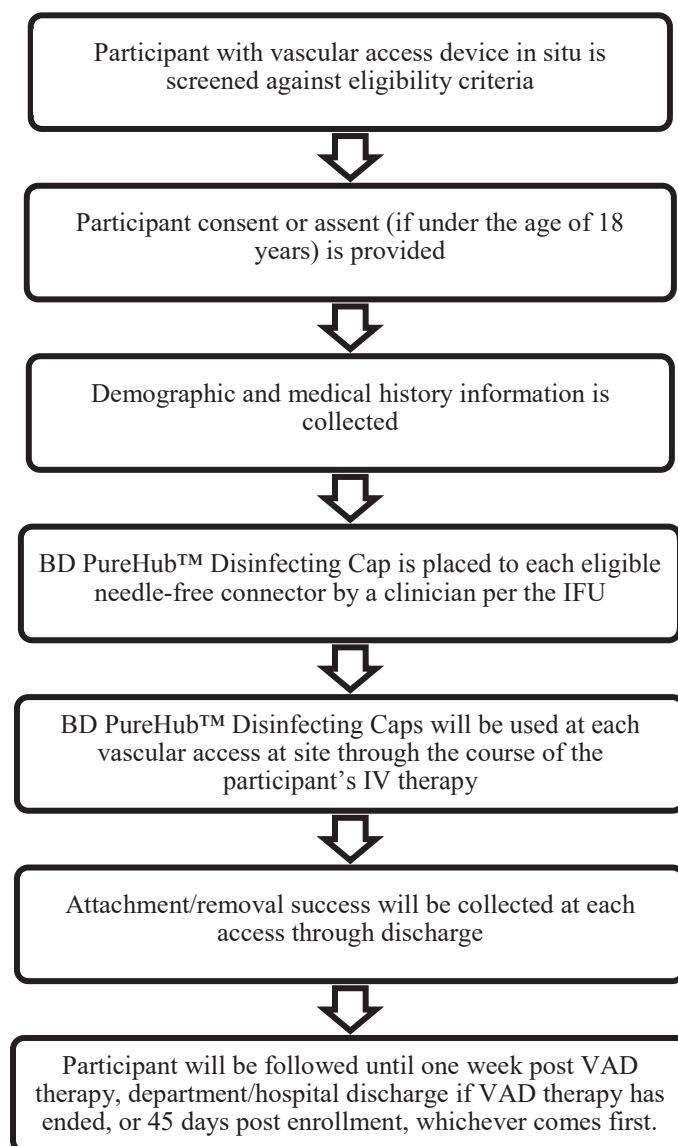 Participant with vascular access device in situ is
screened against eligibility criteria
Participant consent or assent (if under the age of 18
years) is provided
Demographic and medical history information is
collected
BD PureHub™ Disinfecting Cap is placed to each eligible
needle-free connector by a clinician per the IFU
BD PureHub™ Disinfecting Caps will be used at each
vascular access at site through the course of the
participant's IV therapy
Attachment/removal success will be collected at each
access through discharge
Participant will be followed until one week post VAD
therapy, department/hospital discharge if VAD therapy has
ended, or 45 days post enrollment, whichever comes first.